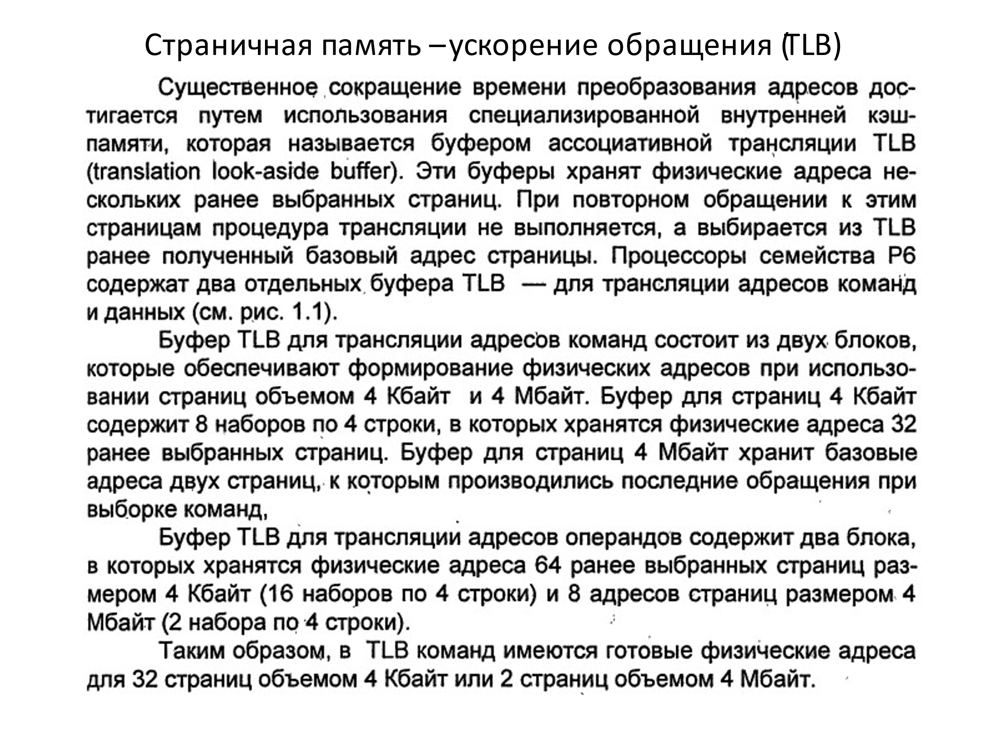 Страничная память –ускорение обращения (TLB)
Существенное сокращение времени преобразования адресов дос-
тигается путем использования специализированной внутренней кэш-
памяти, которая называется буфером ассоциативной трансляции TLB
(translation look-aside buffer). Эти буферы хранят физические адреса не-
скольких ранее выбранных страниц. При повторном обращении к этим
страницам процедура трансляции не выполняется, а выбирается из TLB
ранее полученный базовый адрес страницы. Процессоры семейства P6
содержат два отдельных буфера TLB — для трансляции адресов команд
и данных (см. рис. 1.1).
Буфер TLB для трансляции адресов команд состоит из двух блоков,
которые обеспечивают формирование физических адресов при использо-
вании страниц объемом 4 Кбайт и 4 Мбайт. Буфер для страниц 4 Кбайт
содержит 8 наборов по 4 строки, в которых хранятся физические адреса 32
ранее выбранных страниц. Буфер для страниц 4 Мбайт хранит базовые
адреса двух страниц, к которым производились последние обращения при
выборке команд,
Буфер TLB для трансляции адресов операндов содержит два блока,
в которых хранятся физические адреса 64 ранее выбранных страниц раз-
мером 4 Кбайт (16 наборов по 4 строки) и 8 адресов страниц размером 4
Мбайт (2 набора по 4 строки).
Таким образом, в TLB команд имеются готовые физические адреса
для 32 страниц объемом 4 Кбайт или 2 страниц объемом 4 Мбайт.